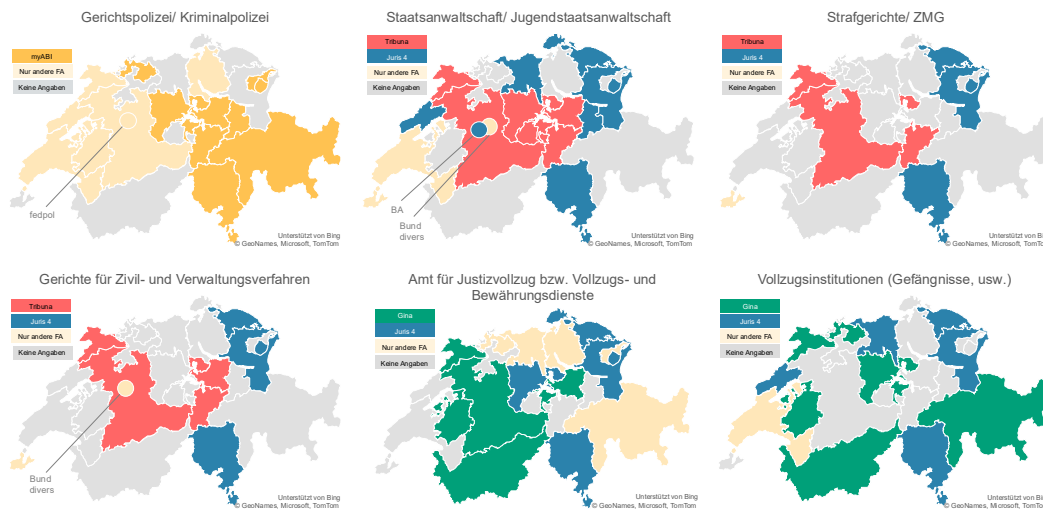 Gerichtspolizei/ Kriminalpolizei
myABI
Nur andere FA
Keine Angaben
fedpol
Unterstützt von Bing
© GeoNames, Microsoft, TomTom
Staatsanwaltschaft/ Jugendstaatsanwaltschaft
Tribuna
Juris 4
Nur andere FA
Keine Angaben
BA
Bund
divers
Unterstützt von Bing
© GeoNames, Microsoft, TomTom
Strafgerichte/ ZMG
Tribuna
Juris 4
Nur andere FA
Keine Angaben
Unterstützt von Bing
© GeoNames, Microsoft, TomTom
Gerichte für Zivil- und Verwaltungsverfahren
Tribuna
Juris 4
Nur andere FA
Keine Angaben
Bund
divers
Unterstützt von Bing
© GeoNames, Microsoft, TomTom
Amt für Justizvollzug bzw. Vollzugs- und
Bewährungsdienste
Gina
Juris 4
Nur andere FA
Keine Angaben
Unterstützt von Bing
© GeoNames, Microsoft, TomTom
Vollzugsinstitutionen (Gefängnisse, usw.)
Gina
Juris 4
Nur andere FA
Keine Angaben
Unterstützt von Bing
© GeoNames, Microsoft, TomTom